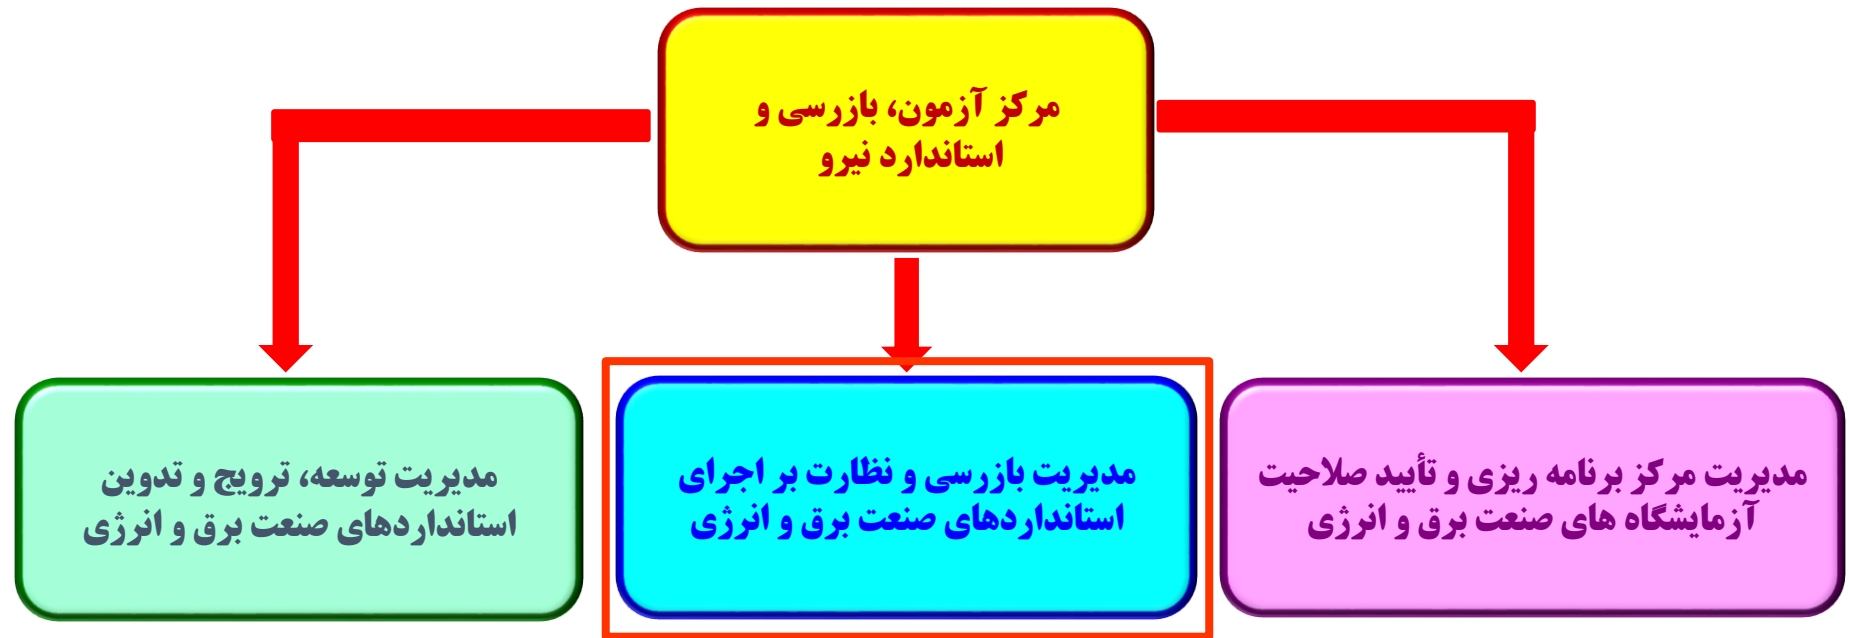 مرکز آزمون، بازرسی و
استاندارد نیرو
مدیریت مرکز برنامه ریزی و تأیید صلاحیت
آزمایشگاه های صنعت برق و انرژی
مدیریت بازرسی و نظارت بر اجرای
استانداردهای صنعت برق و انرژی
مدیریت توسعه، ترویج و تدوین
استانداردهای صنعت برق و انرژی